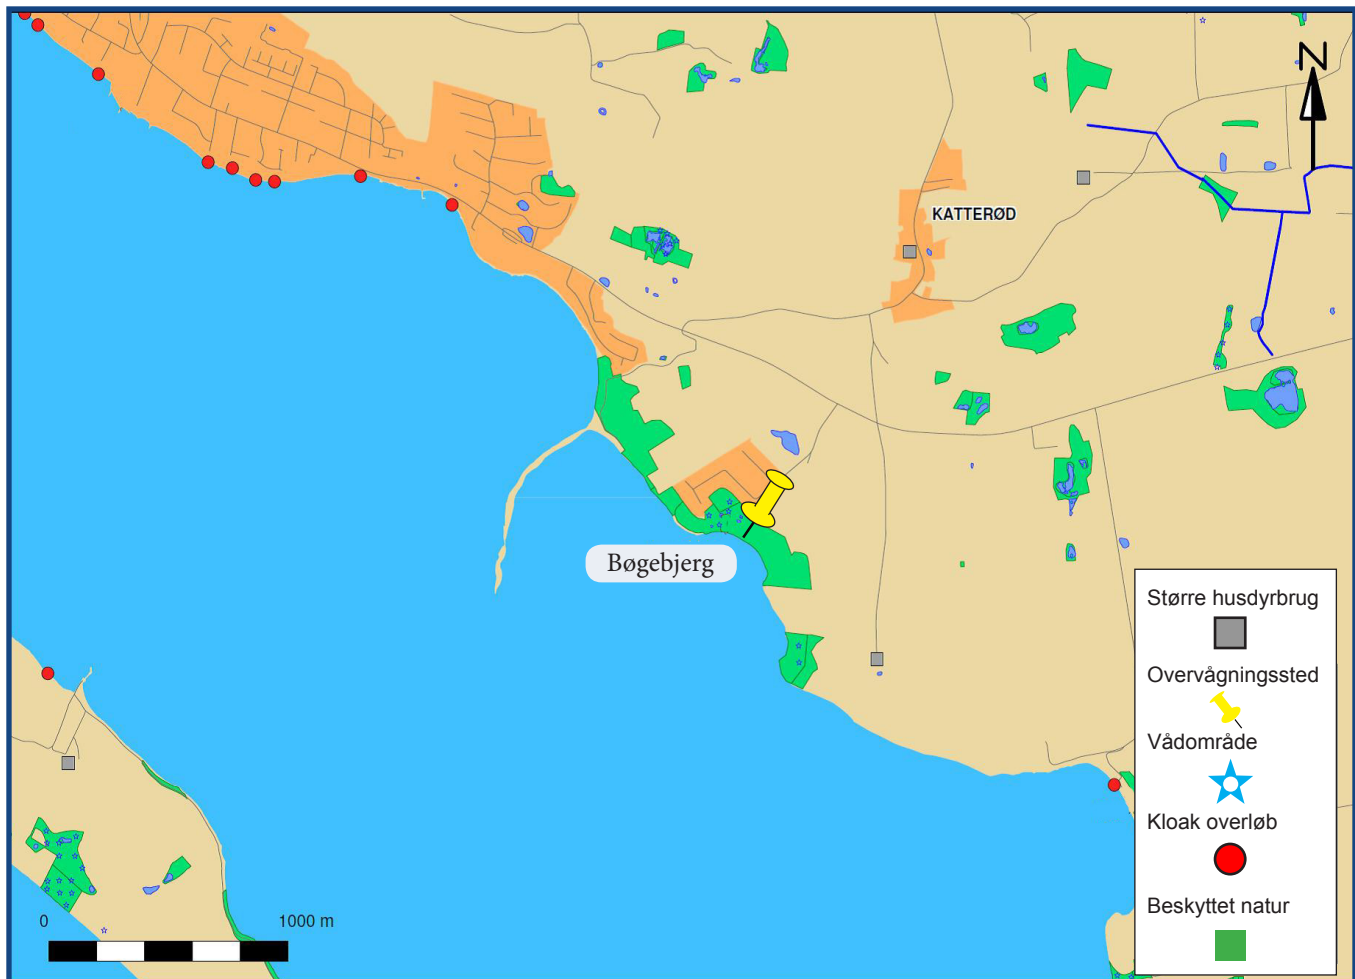 N
KATTERØD
Bøgebjerg
Større husdyrbrug
Overvågningssted
Vådområde
Kloak overløb
Beskyttet natur
0 1000 m